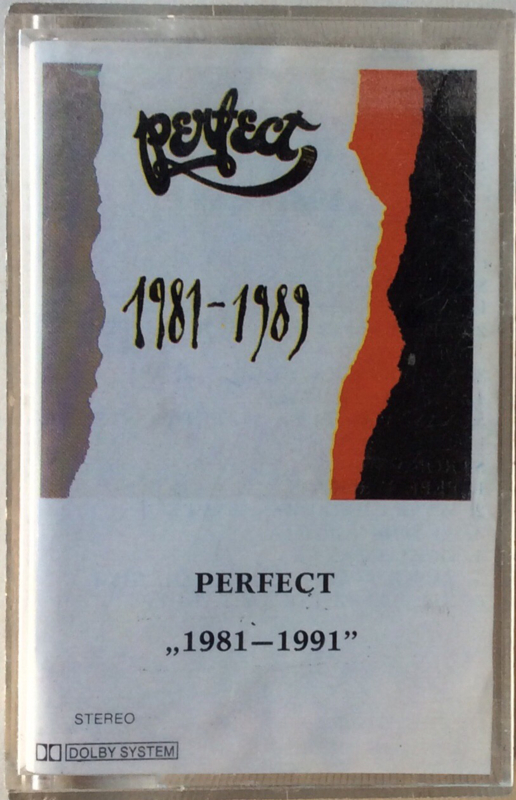 perfect
1981-1989
PERFECT
„1981—1991”
STEREO
DOLBY SYSTEM